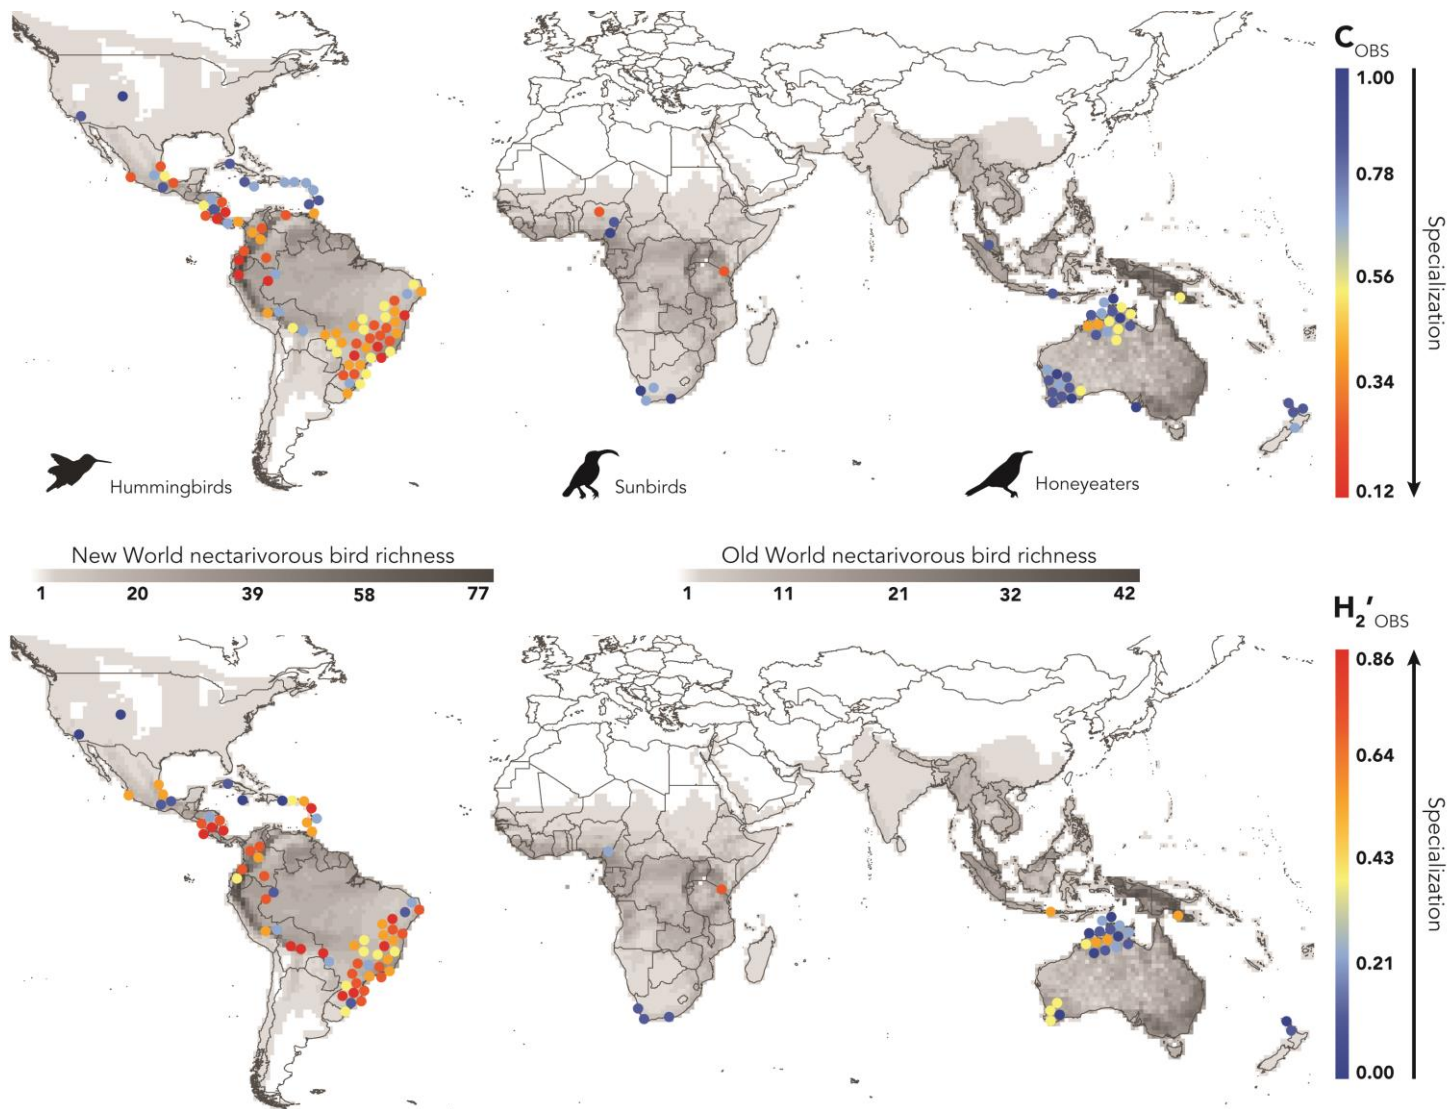 C OBS
1.00
0.78
0.56
0.34
0.12
Specialization
Hummingbirds
Sunbirds
Honeyeaters
New World nectarivorous bird richness
1 20 39 58 77
Old World nectarivorous bird richness
1 11 21 32 42
H2' OBS
0.86
0.64
0.43
0.21
0.00
Specialization